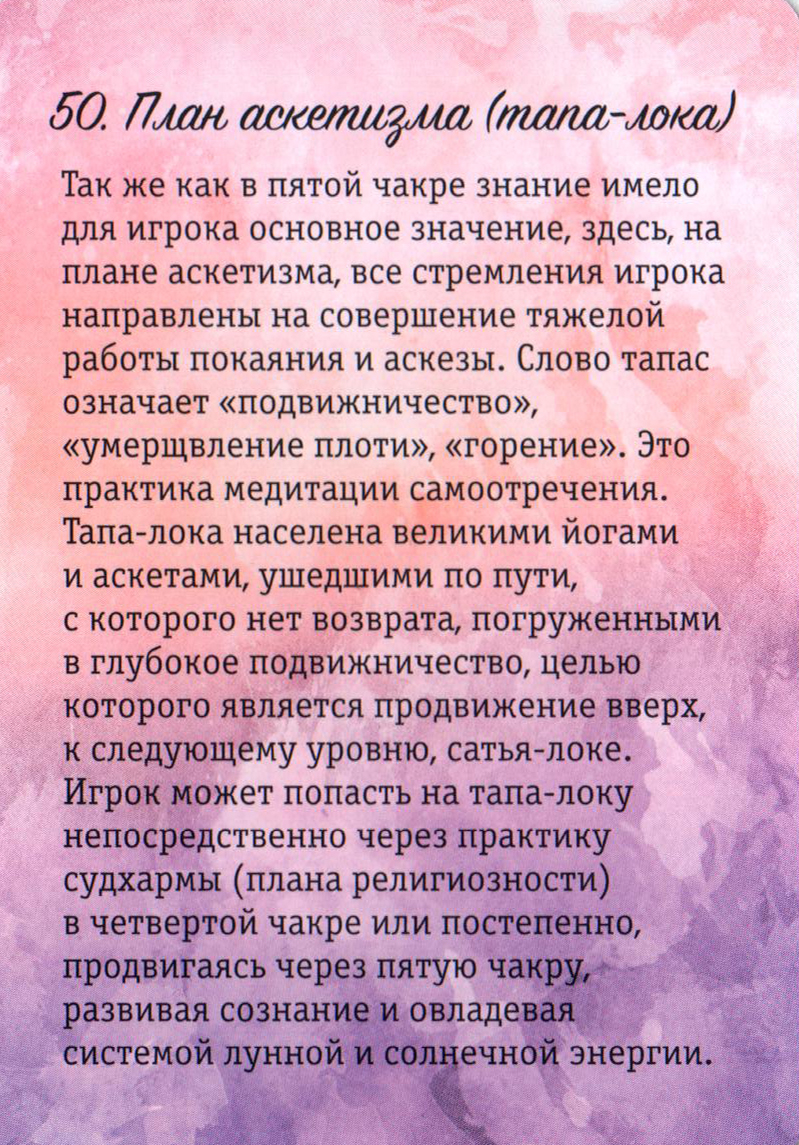 50. План аскетизма (тапа-лока)
Так же как в пятой чакре знание имело
для игрока основное значение, здесь, на
плане аскетизма, все стремления игрока
направлены на совершение тяжелой
работы покаяния и аскезы. Слово тапас
означает «подвижничество»,
«умерщвление плоти», «горение». Это
практика медитации самоотречения.
Тапа-лока населена великими йогами
и аскетами, ушедшими по пути,
с которого нет возврата, погруженными
в глубокое подвижничество, целью
которого является продвижение вверх,
к следующему уровню, сатья-локе.
Игрок может попасть на тапа-локу
непосредственно через практику
судхармы (плана религиозности)
в четвертой чакре или постепенно,
продвигаясь через пятую чакру,
развивая сознание и овладевая
системой лунной и солнечной энергии.